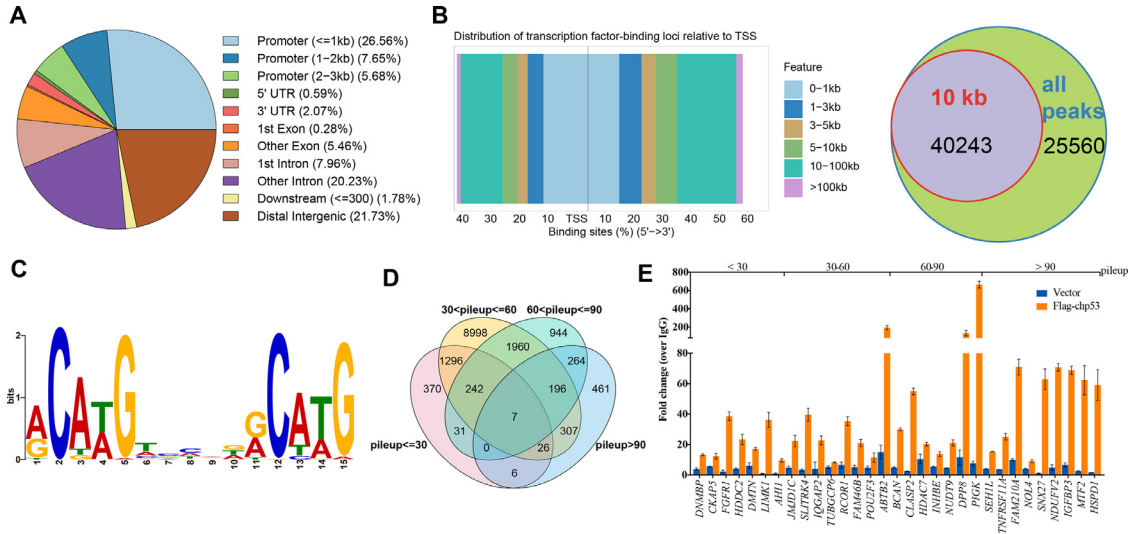 A
Promoter (<=1kb) (26.56%)
Promoter (1−2kb) (7.65%)
Promoter (2−3kb) (5.68%)
5' UTR (0.59%)
3' UTR (2.07%)
1st Exon (0.28%)
Other Exon (5.46%)
1st Intron (7.96%)
Other Intron (20.23%)
Downstream (<=300) (1.78%)
Distal Intergenic (21.73%)
B
Distribution of transcription factor-binding loci relative to TSS
Feature
0−1kb
1−3kb
3−5kb
5−10kb
10−100kb
>100kb
40 30 20 10 TSS 10 20 30 40 50 60
Binding sites (%) (5'−>3')
10 kb
40243
all
peaks
25560
C
bits
2
1
0
1 2 3 4 5 6 7 8 9 10 11 12 13 14 15
D
30<pileup<=60 60<pileup<=90
8998 1960 944
1296 264
370 242 196 461
7
31 307
0 26
pileup<=30 pileup>90
6
E
< 30 30-60 60-90 > 90 pileup
Fold change (over IgG)
800
600
400
200
80
60
40
20
0
Vector
Flag-chp53
DNMBP
CKAP5
FGFR1
HDDC2
DMTN
LIMK1
AHI1
JMJD1C
SLITRK4
IQGAP2
TUBGCP6
RCOR1
FAM46B
POU2F3
ABTB2
BCAN
CLASP2
HDAC7
INHBE
NUDT9
DPP8
PIGK
SEH1L
TNFRSF11A
FAM210A
NOL4
SNX27
NDUFV2
IGFBP3
MTF2
HSPD1